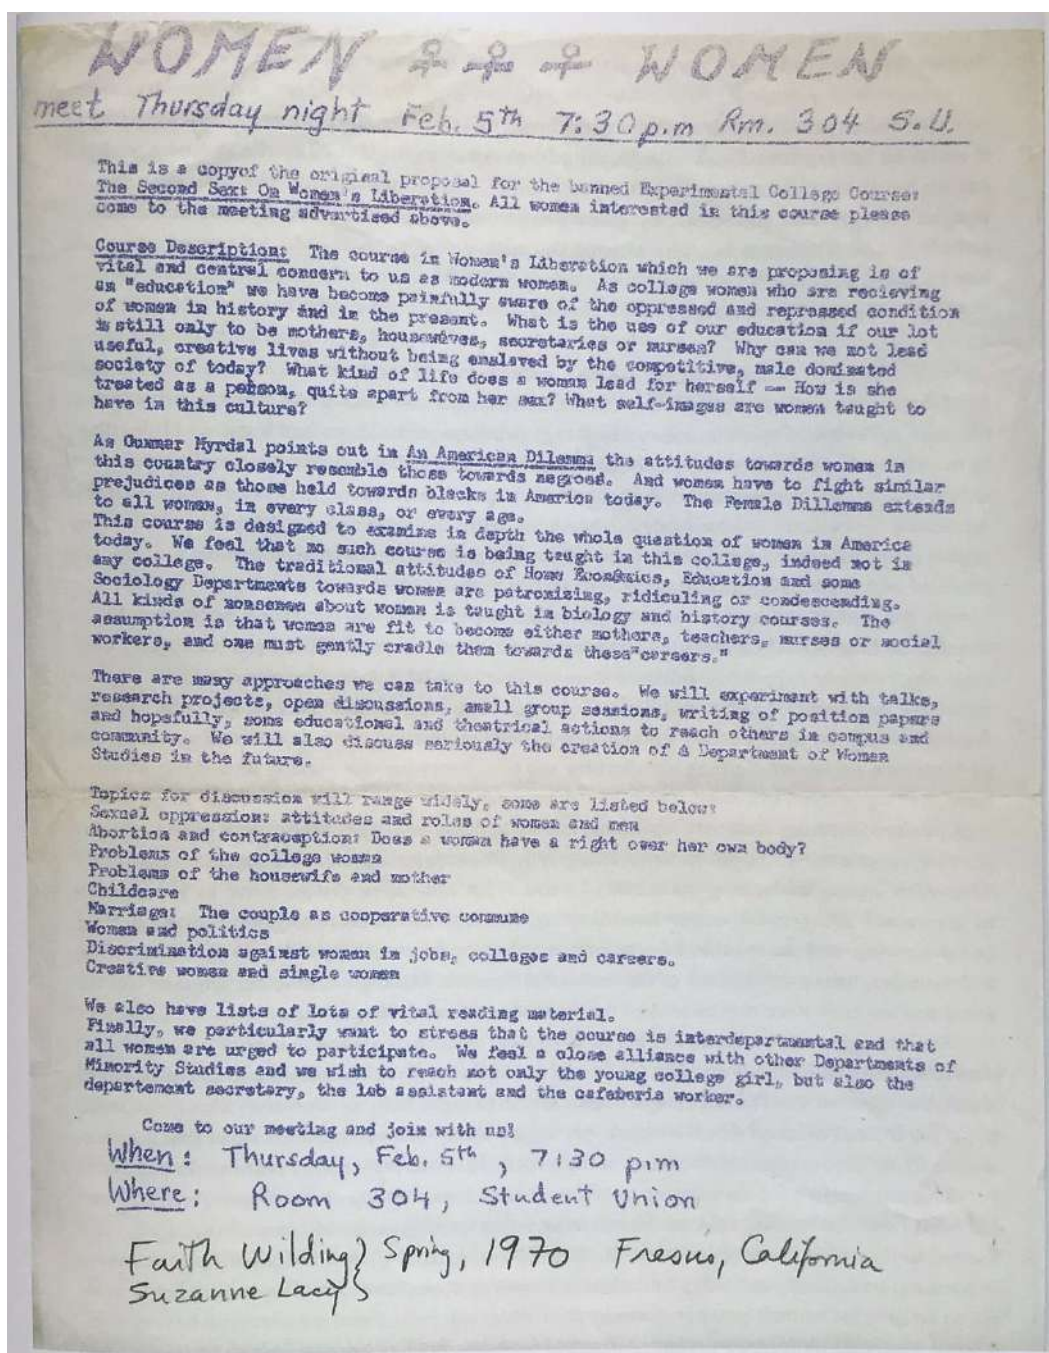 WOMEN WOMEN
meet Thursday night Feb. 5th 7:30 p.m Rm. 304 S.U.
This is a copyof the original proposal for the banned Experimental College Course:
The Second Sex: On Women's Liberation. All women interested in this course please
come to the meeting advertised above.
Course Description: The course in Women's Liberation which we are proposing is of
vital and central concern to us as modern women. As college women who are recieving
an "education" we have become painfully aware of the oppressed and repressed condition
of women in history and in the present. What is the use of our education if our lot
is still only to be mothers, housewives, secretaries or nurses? Why can we not lead
useful, creative lives without being enslaved by the competitive, male dominated
society of today? What kind of life does a woman lead for herself -- How is she
treated as a person, quite apart from her sex? What self-images are women taught to
have in this culture?
As Gunnar Myrdal points out in An American Dilemma the attitudes towards women in
this country closely resemble those towards negroes. And women have to fight similar
prejudices as those held towards blacks in America today. The Female Dillemma extends
to all women, in every class, or every age.
This course is designed to examine in depth the whole question of women in America
today. We feel that no such course is being taught in this college, indeed not in
any college. The traditional attitudes of Home Economics, Education and some
Sociology Departments towards women are patronizing, ridiculing or condescending.
All kinds of nonsense about women is taught in biology and history courses. The
assumption is that women are fit to become either mothers, teachers, nurses or social
workers, and one must gently cradle them towards these"careers."
There are many approaches we can take to this course. We will experiment with talks,
research projects, open discussions, small group sessions, writing of position papers
and hopefully, some educational and theatrical actions to reach others in campus and
community. We will also discuss seriously the creation of A Department of Women
Studies in the future.
Topics for discussion will range widely, some are listed below:
Sexual oppression: attitudes and roles of women and men
Abortion and contraception: Does a woman have a right over her own body?
Problems of the college woman
Problems of the housewife and mother
Childcare
Marriage: The couple as cooperative commune
Women and politics
Discrimination against women in jobs, colleges and careers.
Creative women and single women
We also have lists of lots of vital reading material.
Finally, we particularly want to stress that the course is interdepartmental and that
all women are urged to participate. We feel a close alliance with other Departments of
Minority Studies and we wish to reach not only the young college girl, but also the
departement secretary, the lab assistant and the cafeteria worker.
Come to our meeting and join with us!
When: Thursday, Feb. 5th, 7:30 p.m
Where: Room 304, Student Union
Faith Wilding} Spring, 1970 Fresno, California
Suzanne Lacy}